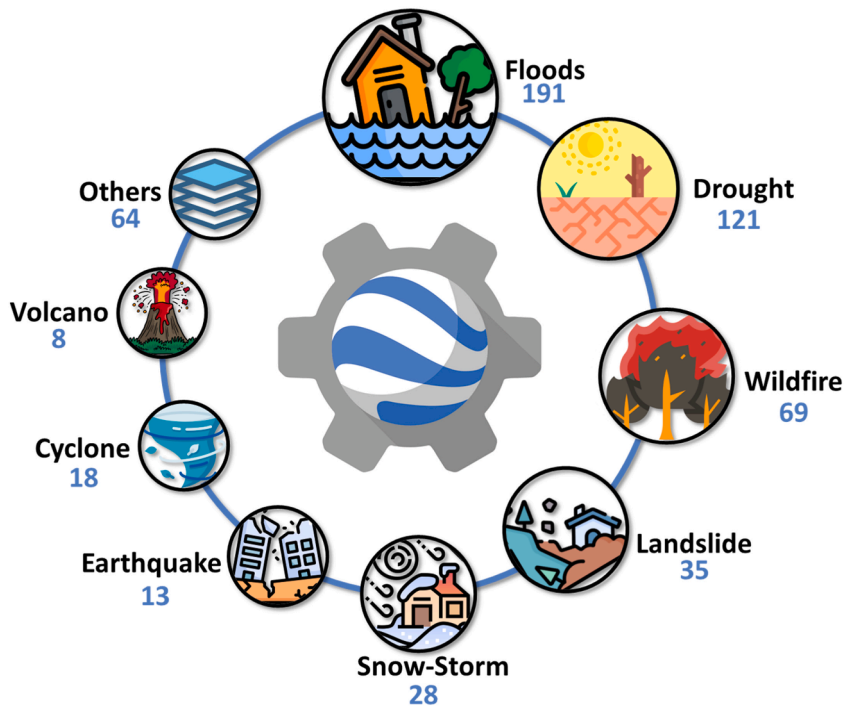 Floods
191
Drought
121
Wildfire
69
Landslide
35
Snow-Storm
28
Earthquake
13
Cyclone
18
Volcano
8
Others
64